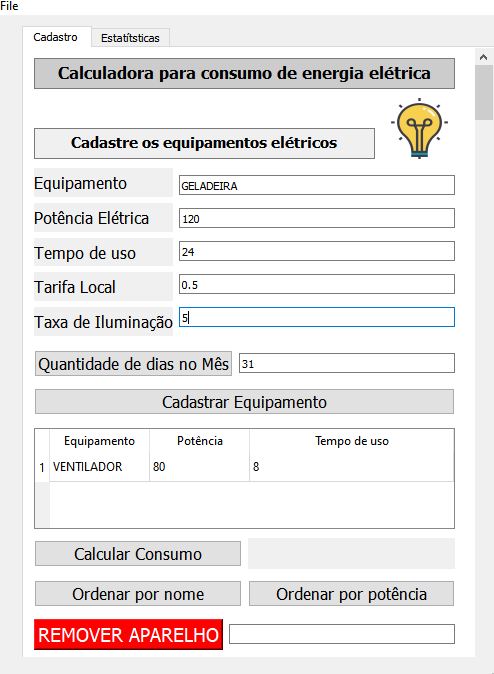 File
Cadastro Estatítsticas
Calculadora para consumo de energia elétrica
Cadastre os equipamentos elétricos
Equipamento GELADEIRA
Potência Elétrica 120
Tempo de uso 24
Tarifa Local 0.5
Taxa de Iluminação 5
Quantidade de dias no Mês 31
Cadastrar Equipamento
Equipamento Potência Tempo de uso
1 VENTILADOR 80 8
Calcular Consumo
Ordenar por nome Ordenar por potência
REMOVER APARELHO